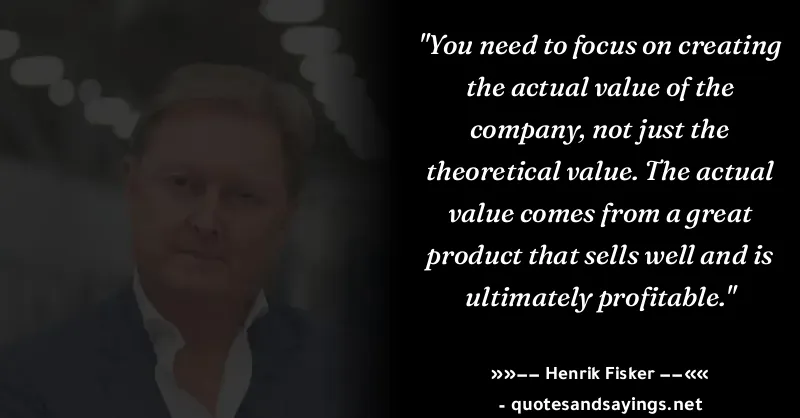 "You need to focus on creating
the actual value of the
company, not just the
theoretical value. The actual
value comes from a great
product that sells well and is
ultimately profitable."
»»−− Henrik Fisker −−««
- quotesandsayings.net